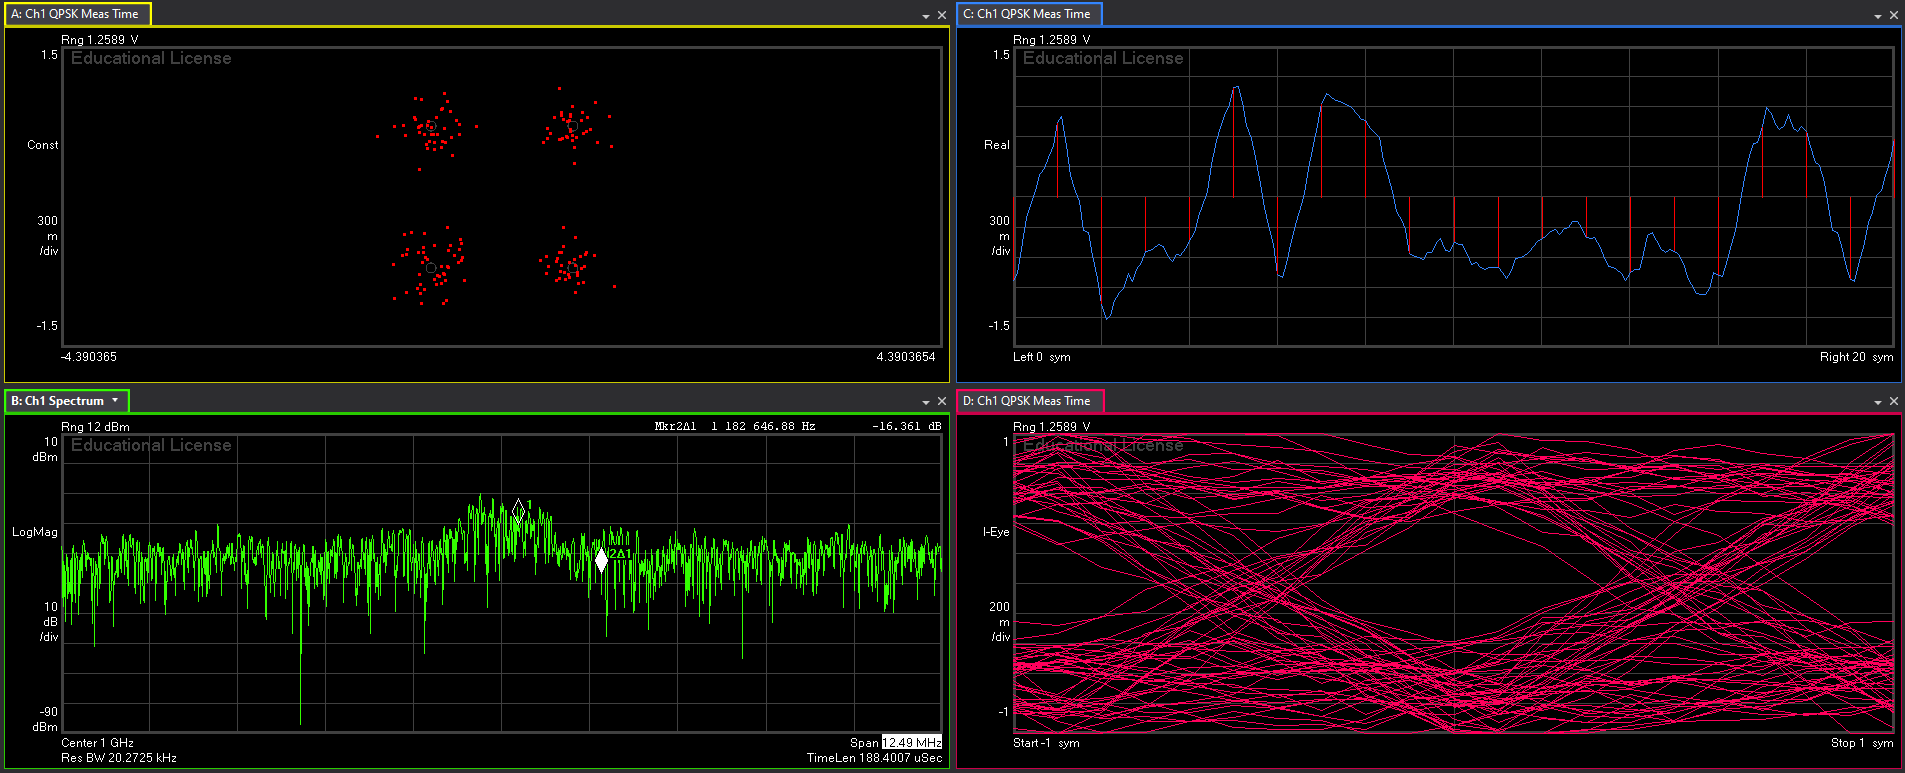 A: Ch1 QPSK Meas Time
Rng 1.2589 V
1.5
Educational License
Const
300
m
/div
-1.5
-4.390365
4.3903654
C: Ch1 QPSK Meas Time
Rng 1.2589 V
1.5
Educational License
Real
300
m
/div
-1.5
Left 0 sym
Right 20 sym
B: Ch1 Spectrum
Rng 12 dBm
Mkr2Δ1 1 182 646.88 Hz -16.361 dB
10
dBm
Educational License
1
LogMag
2Δ1
10
dB
/div
-90
dBm
Center 1 GHz
Span 12.49 MHz
Res BW 20.2725 kHz
TimeLen 188.4007 uSec
D: Ch1 QPSK Meas Time
Rng 1.2589 V
1
Educational License
I-Eye
200
m
/div
-1
Start -1 sym
Stop 1 sym